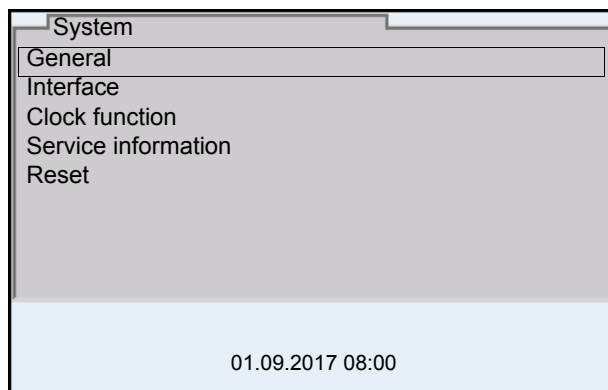 System
General
Interface
Clock function
Service information
Reset
01.09.2017 08:00